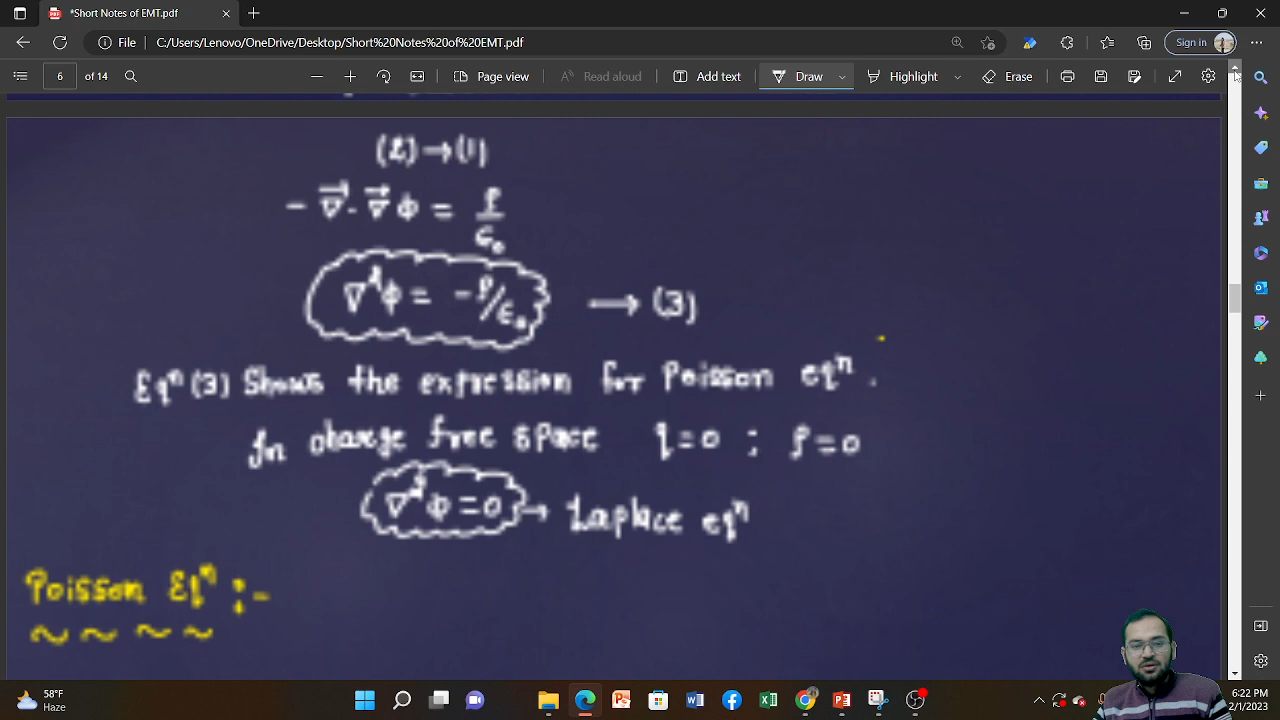 *Short Notes of EMT.pdf
File C:/Users/Lenovo/OneDrive/Desktop/Short%20Notes%20of%20EMT.pdf Sign in
6 of 14 Page view Read aloud Add text Draw Highlight Erase
(2)→(1)
-∇⃗.∇⃗ϕ = ρ/ε₀
∇²ϕ = -ρ/ε₀ → (3)
Eqⁿ (3) Shows the expression for Poisson eqⁿ.
In charge free space q=0 ; ρ=0
∇²ϕ=0 → Laplace eqⁿ
Poisson Eqⁿ :-
58°F
Haze
6:22 PM
2/1/2023